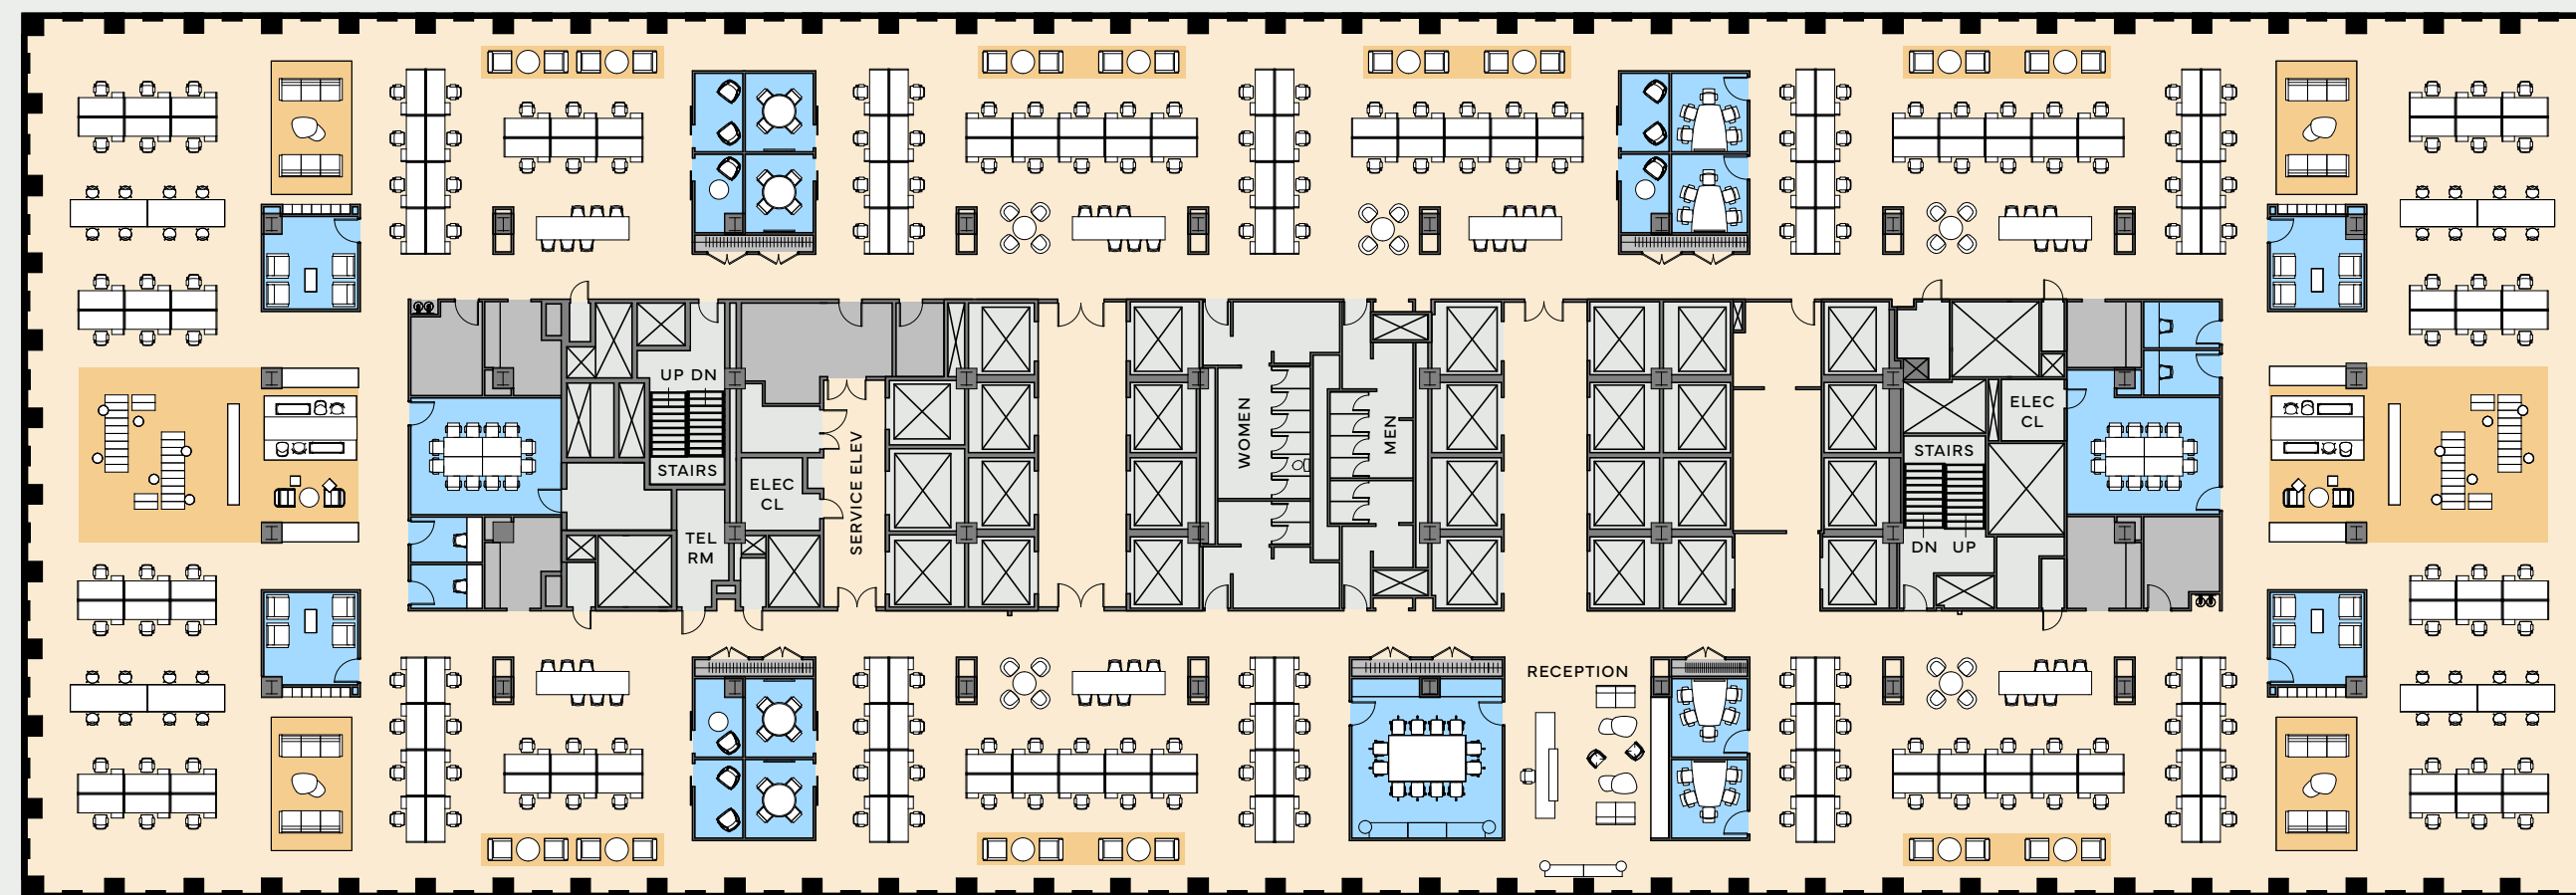 UP DN
STAIRS
ELEC
CL
TEL
RM
SERVICE ELEV
WOMEN
MEN
ELEC
CL
STAIRS
DN UP
RECEPTION